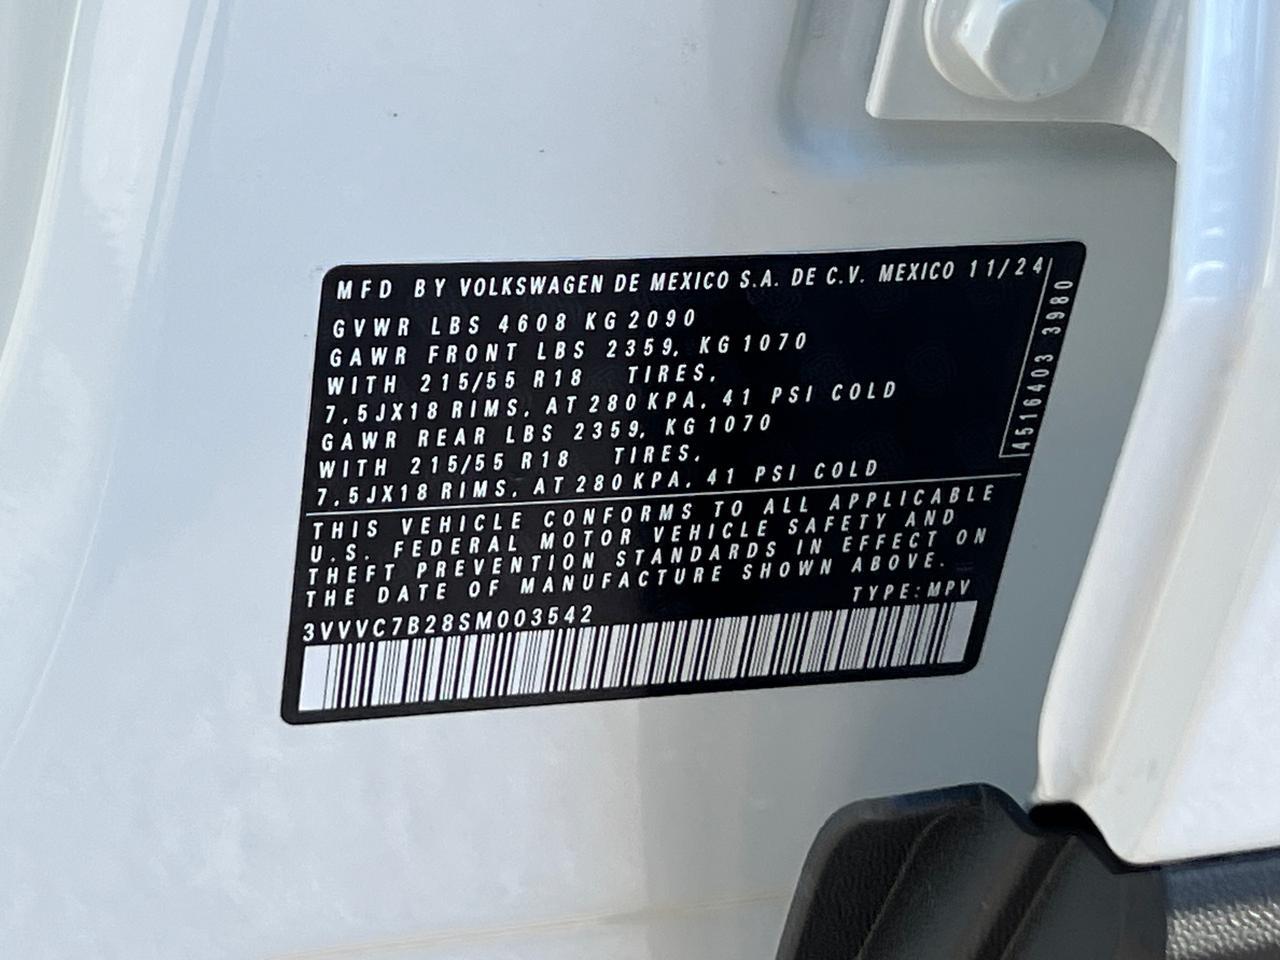 MFD BY VOLKSWAGEN DE MEXICO S.A. DE C.V. MEXICO 11/24
GVWR LBS 4608 KG 2090
GAWR FRONT LBS 2359, KG 1070
WITH 215/55 R18 TIRES,
7,5JX18 RIMS, AT 280 KPA, 41 PSI COLD
GAWR REAR LBS 2359, KG 1070
WITH 215/55 R18 TIRES,
7,5JX18 RIMS, AT 280 KPA, 41 PSI COLD
4516403 3980
THIS VEHICLE CONFORMS TO ALL APPLICABLE
U.S. FEDERAL MOTOR VEHICLE SAFETY AND
THEFT PREVENTION STANDARDS IN EFFECT ON
THE DATE OF MANUFACTURE SHOWN ABOVE.
TYPE: MPV
3VVVC7B28SM003542